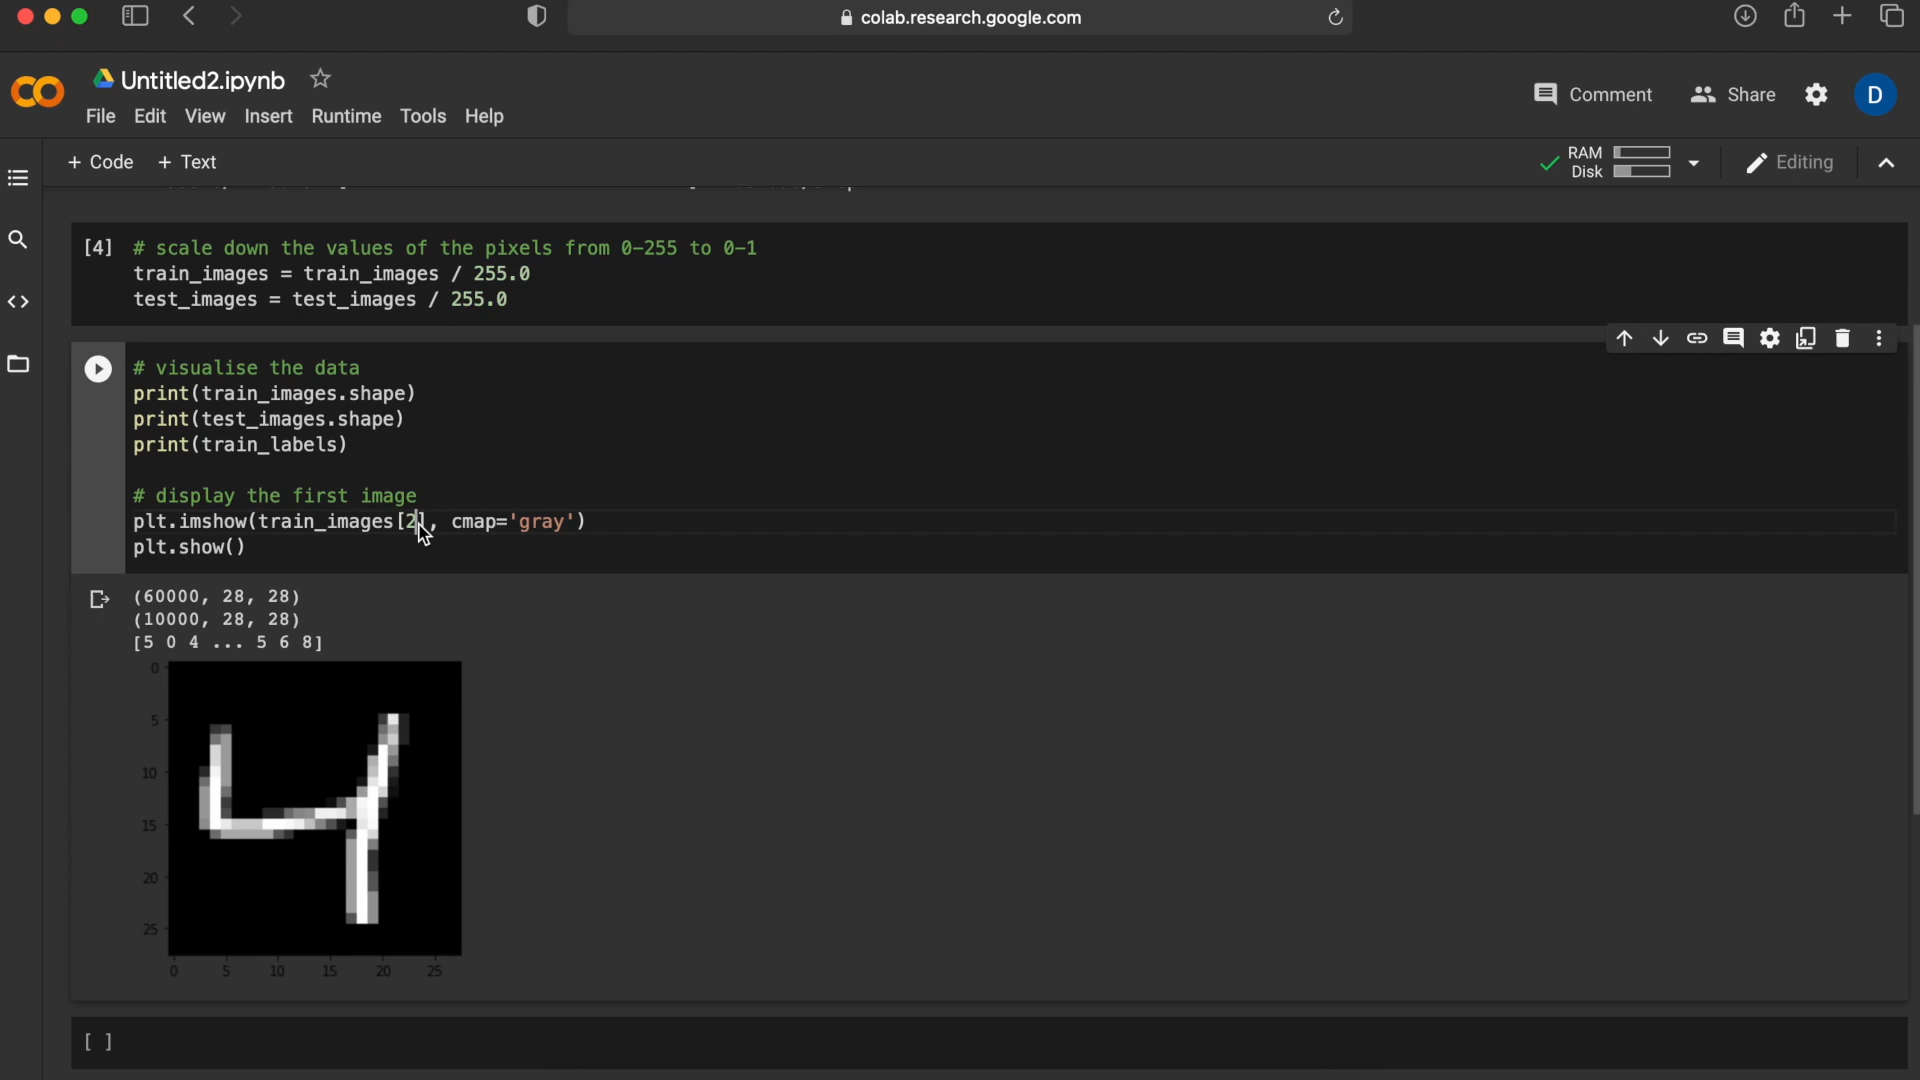 colab.research.google.com
Untitled2.ipynb
File Edit View Insert Runtime Tools Help
Comment
Share
D
+ Code + Text
RAM
Disk
Editing
[4] # scale down the values of the pixels from 0-255 to 0-1
train_images = train_images / 255.0
test_images = test_images / 255.0
# visualise the data
print(train_images.shape)
print(test_images.shape)
print(train_labels)
# display the first image
plt.imshow(train_images[2], cmap='gray')
plt.show()
(60000, 28, 28)
(10000, 28, 28)
[5 0 4 ... 5 6 8]
0
5
10
15
20
25
0 5 10 15 20 25
[ ]